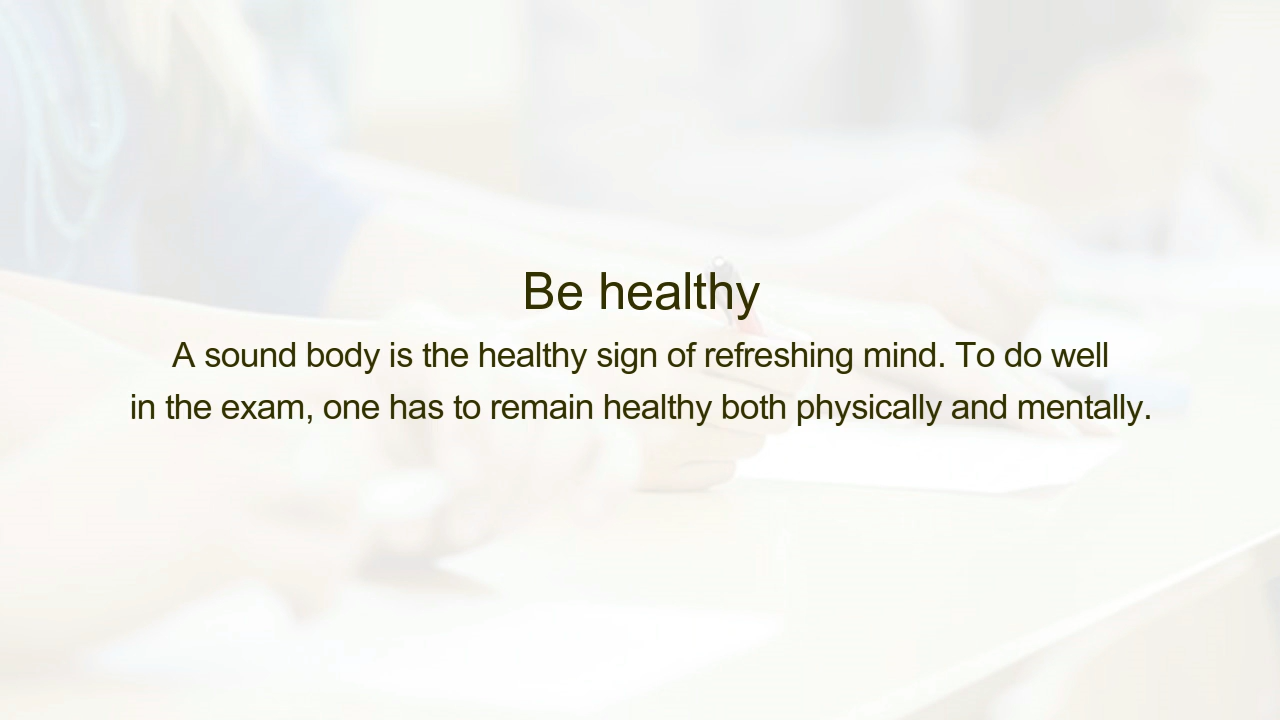 Be healthy
A sound body is the healthy sign of refreshing mind. To do well
in the exam, one has to remain healthy both physically and mentally.